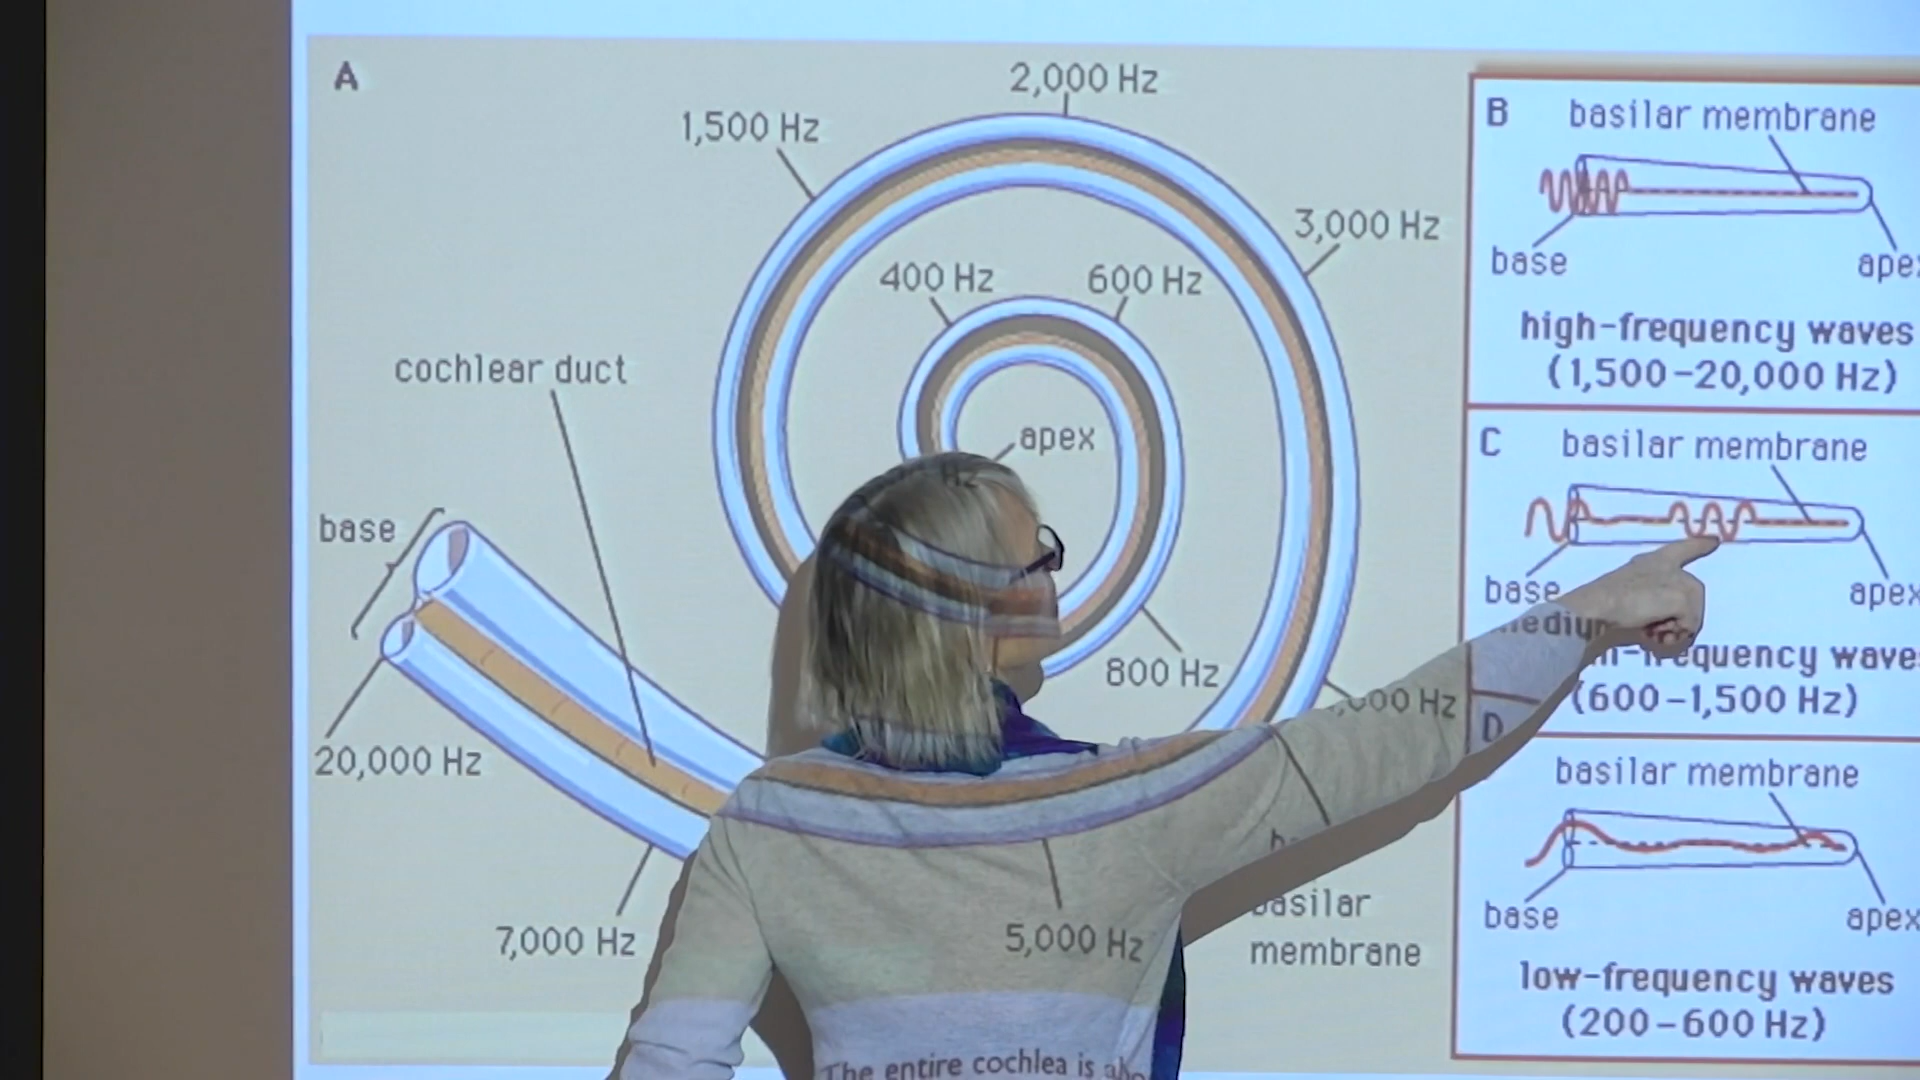 A
2,000 Hz
1,500 Hz
3,000 Hz
400 Hz
600 Hz
cochlear duct
apex
base
800 Hz
20,000 Hz
7,000 Hz
5,000 Hz
basilar
membrane
The entire cochlea is
B
basilar membrane
base
high-frequency waves
(1,500–20,000 Hz)
C
basilar membrane
base
apex
(600–1,500 Hz)
D
basilar membrane
base
apex
low-frequency waves
(200–600 Hz)